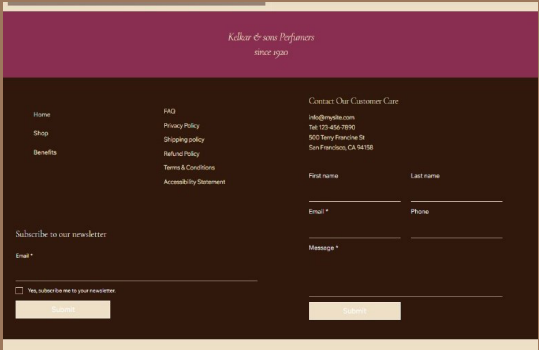 Kelkar & sons Perfumers
since 1920
Home
Shop
Benefits
FAQ
Privacy Policy
Shipping policy
Refund Policy
Terms & Conditions
Accessibility Statement
Contact Our Customer Care
info@mysite.com
Tel: 123-456-7890
500 Terry Francine St
San Francisco, CA 94158
First name
Last name
Email *
Phone
Message *
Submit
Subscribe to our newsletter
Email *
Yes, subscribe me to your newsletter.
Submit